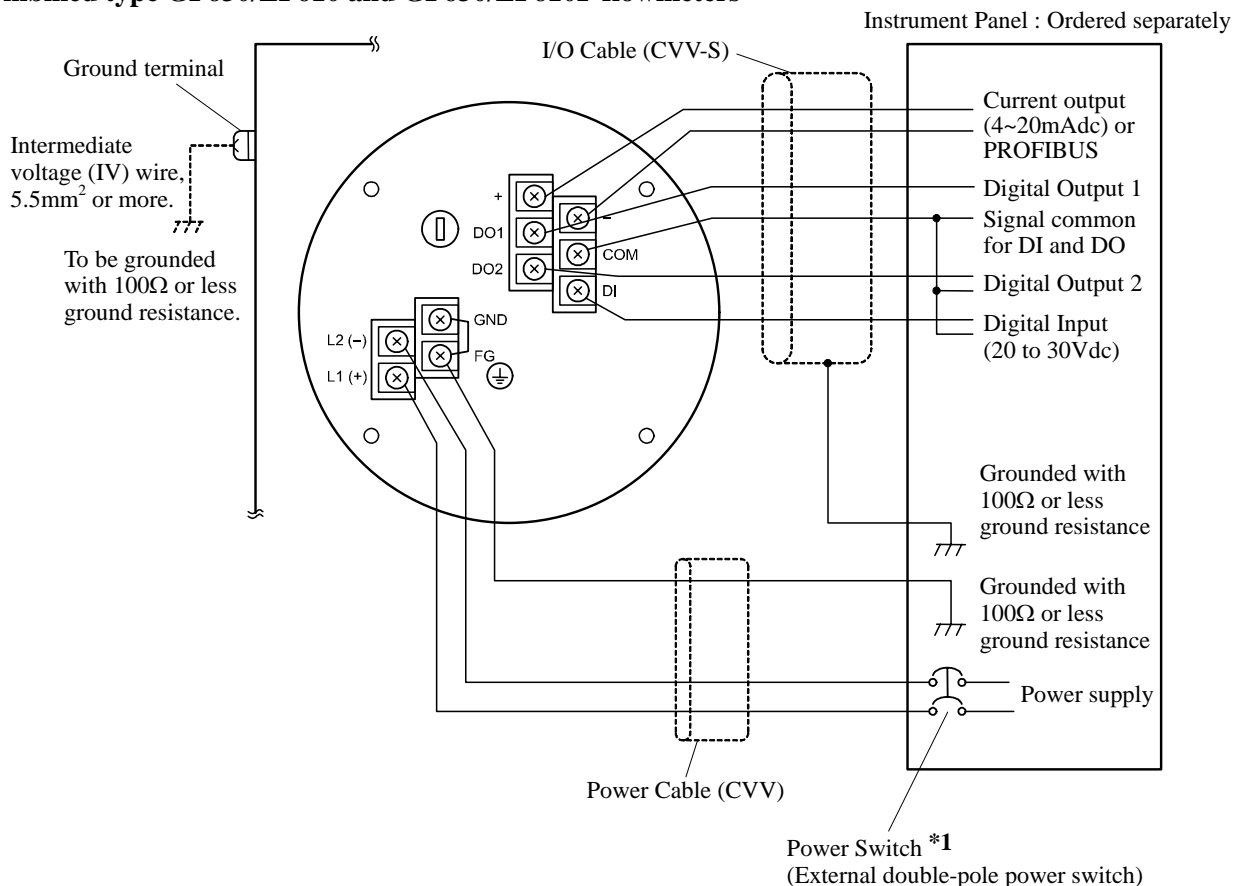 Instrument Panel : Ordered separately
I/O Cable (CVV-S)
Ground terminal
Intermediate
voltage (IV) wire,
5.5mm² or more.
To be grounded
with 100Ω or less
ground resistance.
+
DO1
DO2
−
COM
DI
GND
FG
L2 (−)
L1 (+)
Current output
(4~20mAdc) or
PROFIBUS
Digital Output 1
Signal common
for DI and DO
Digital Output 2
Digital Input
(20 to 30Vdc)
Grounded with
100Ω or less
ground resistance
Grounded with
100Ω or less
ground resistance
Power supply
Power Cable (CVV)
Power Switch *1
(External double-pole power switch)